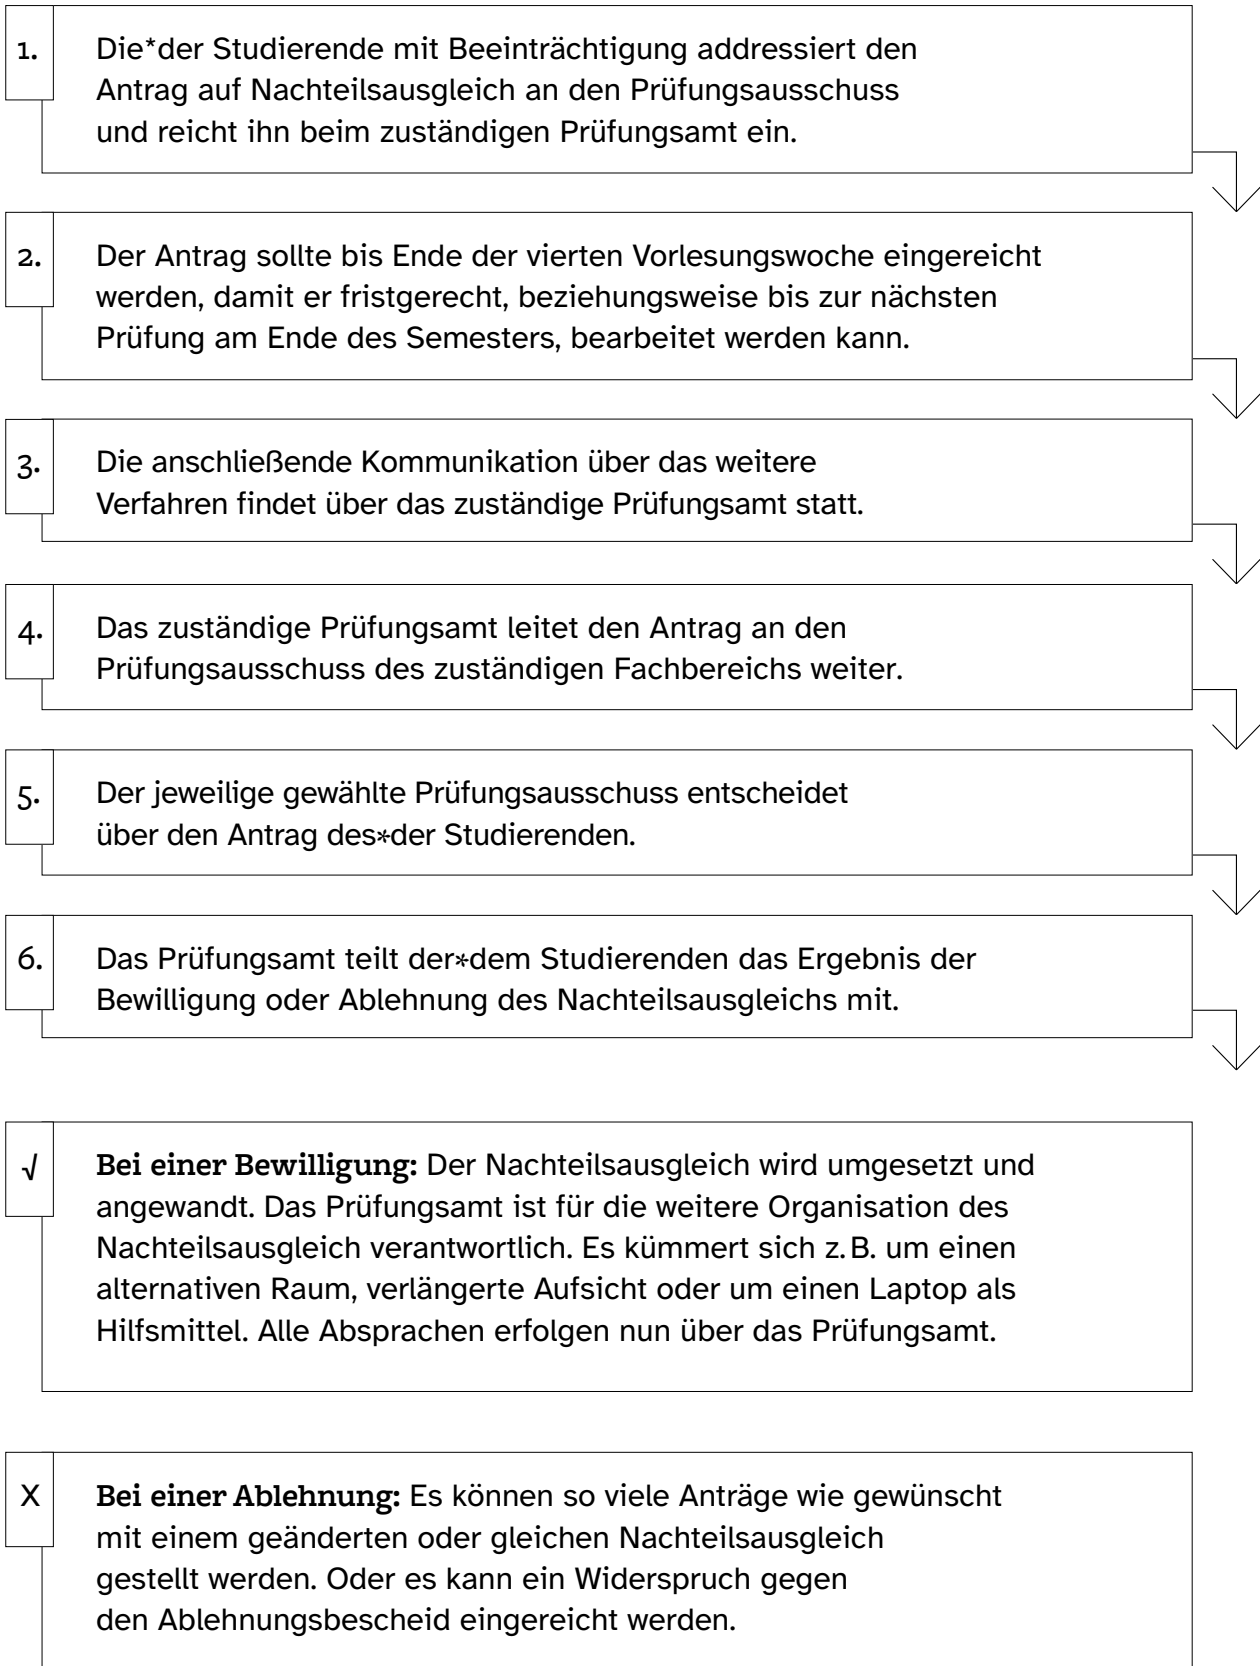 1. Die*der Studierende mit Beeinträchtigung addressiert den
Antrag auf Nachteilsausgleich an den Prüfungsausschuss
und reicht ihn beim zuständigen Prüfungsamt ein.
2. Der Antrag sollte bis Ende der vierten Vorlesungswoche eingereicht
werden, damit er fristgerecht, beziehungsweise bis zur nächsten
Prüfung am Ende des Semesters, bearbeitet werden kann.
3. Die anschließende Kommunikation über das weitere
Verfahren findet über das zuständige Prüfungsamt statt.
4. Das zuständige Prüfungsamt leitet den Antrag an den
Prüfungsausschuss des zuständigen Fachbereichs weiter.
5. Der jeweilige gewählte Prüfungsausschuss entscheidet
über den Antrag des*der Studierenden.
6. Das Prüfungsamt teilt der*dem Studierenden das Ergebnis der
Bewilligung oder Ablehnung des Nachteilsausgleichs mit.
√ Bei einer Bewilligung: Der Nachteilsausgleich wird umgesetzt und
angewandt. Das Prüfungsamt ist für die weitere Organisation des
Nachteilsausgleich verantwortlich. Es kümmert sich z. B. um einen
alternativen Raum, verlängerte Aufsicht oder um einen Laptop als
Hilfsmittel. Alle Absprachen erfolgen nun über das Prüfungsamt.
X Bei einer Ablehnung: Es können so viele Anträge wie gewünscht
mit einem geänderten oder gleichen Nachteilsausgleich
gestellt werden. Oder es kann ein Widerspruch gegen
den Ablehnungsbescheid eingereicht werden.